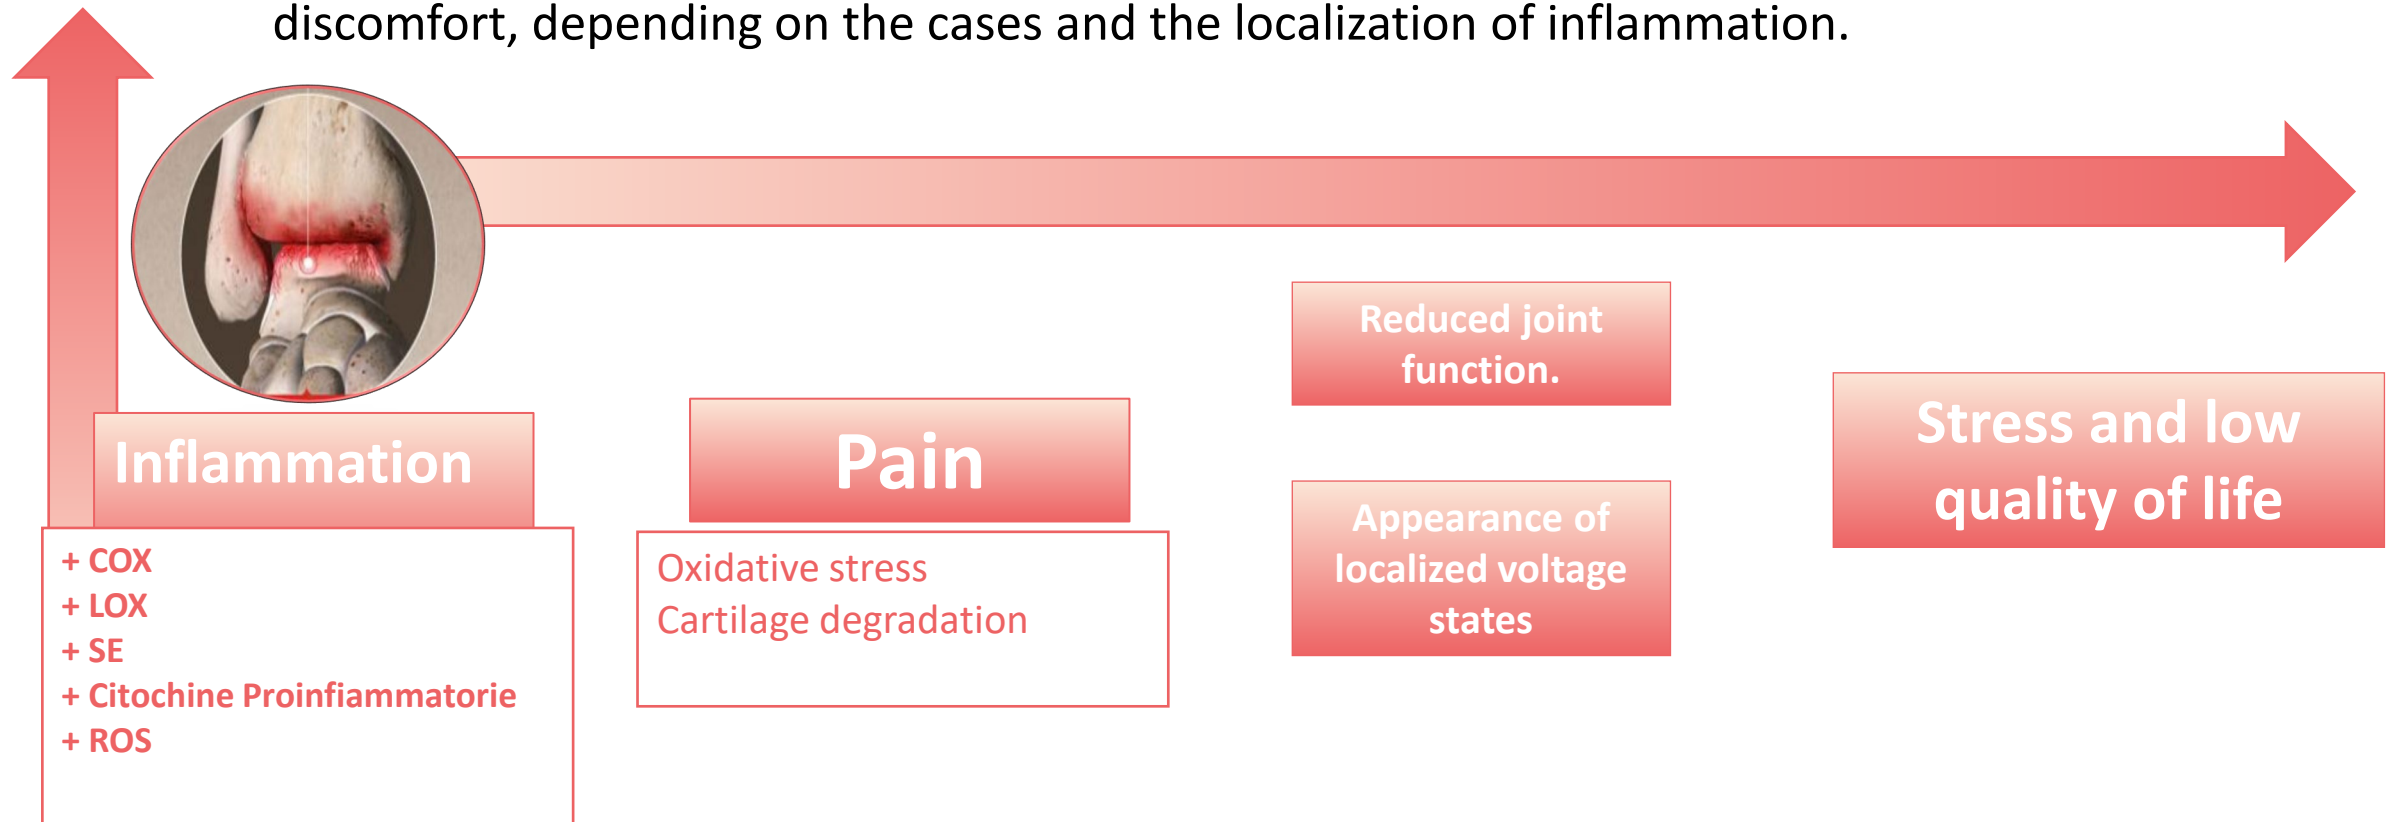 discomfort, depending on the cases and the localization of inflammation.
Inflammation
+ COX
+ LOX
+ SE
+ Citochine Proinfiammatorie
+ ROS
Pain
Oxidative stress
Cartilage degradation
Reduced joint
function.
Appearance of
localized voltage
states
Stress and low
quality of life